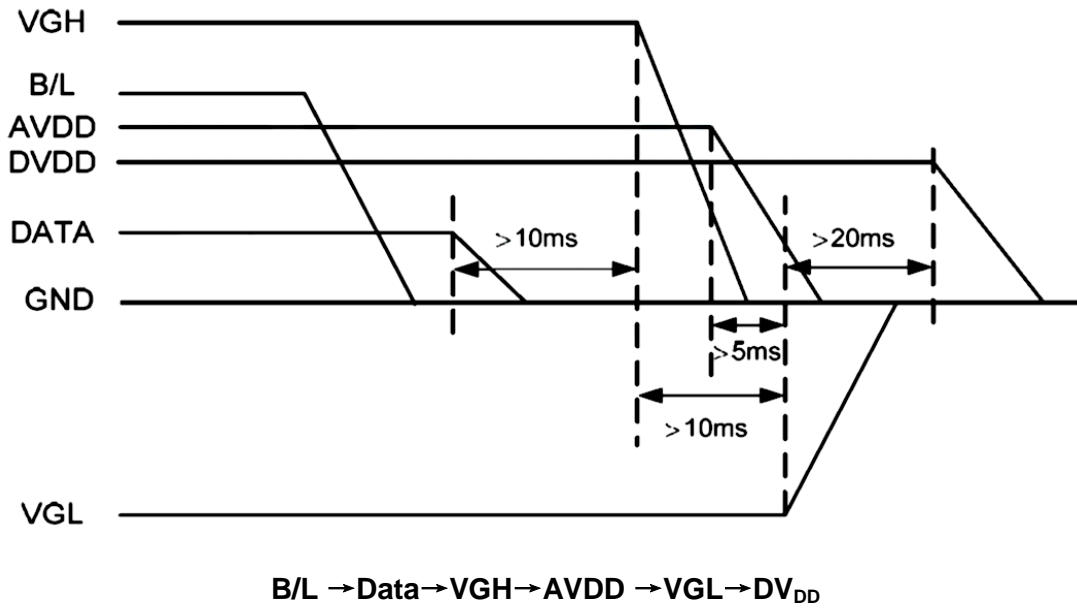 VGH
B/L
AVDD
DVDD
DATA
>10ms
>20ms
GND
>5ms
>10ms
VGL
B/L →Data→VGH→AVDD →VGL→DVDD